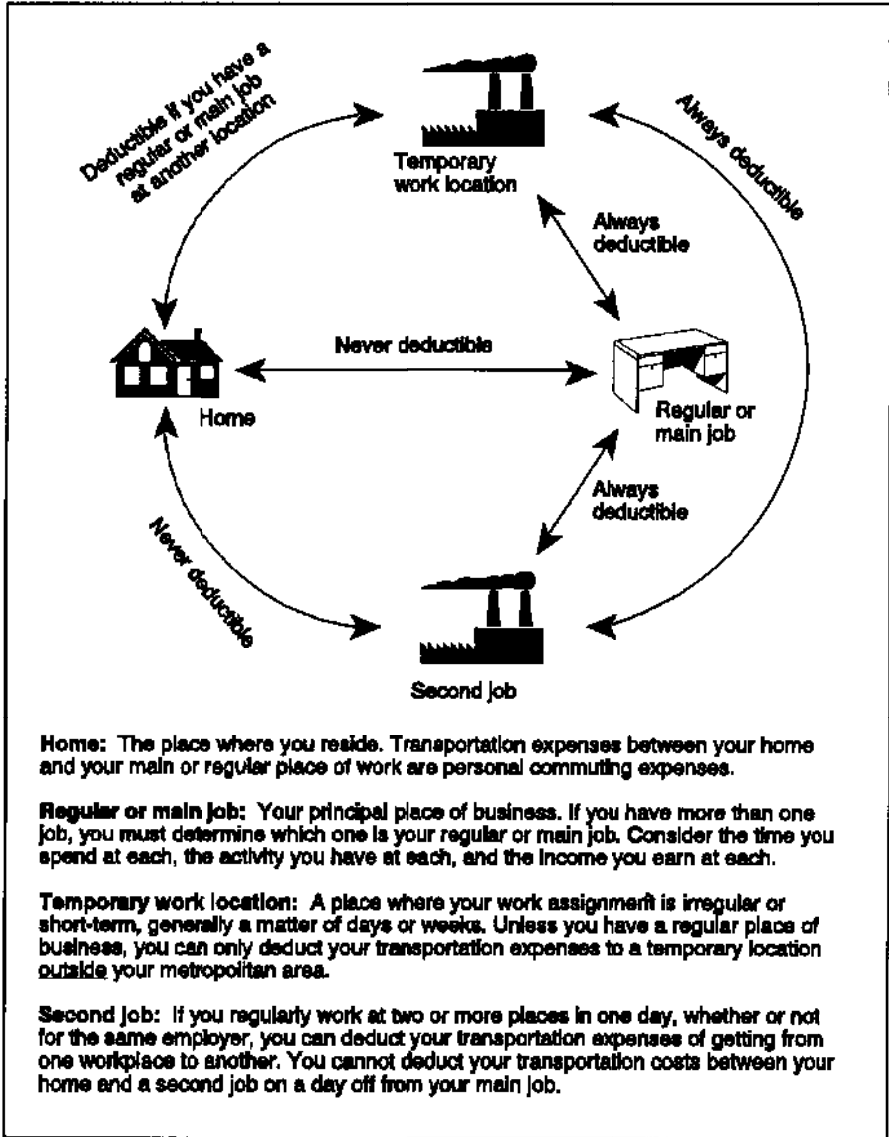 Deductible if you have a
regular or main job
at another location
Temporary
work location
Always deductible
Always
deductible
Never deductible
Home
Regular or
main job
Always
deductible
Never deductible
Second job
Home: The place where you reside. Transportation expenses between your home
and your main or regular place of work are personal commuting expenses.
Regular or main job: Your principal place of business. If you have more than one
job, you must determine which one is your regular or main job. Consider the time you
spend at each, the activity you have at each, and the income you earn at each.
Temporary work location: A place where your work assignment is irregular or
short-term, generally a matter of days or weeks. Unless you have a regular place of
business, you can only deduct your transportation expenses to a temporary location
outside your metropolitan area.
Second job: If you regularly work at two or more places in one day, whether or not
for the same employer, you can deduct your transportation expenses of getting from
one workplace to another. You cannot deduct your transportation costs between your
home and a second job on a day off from your main job.